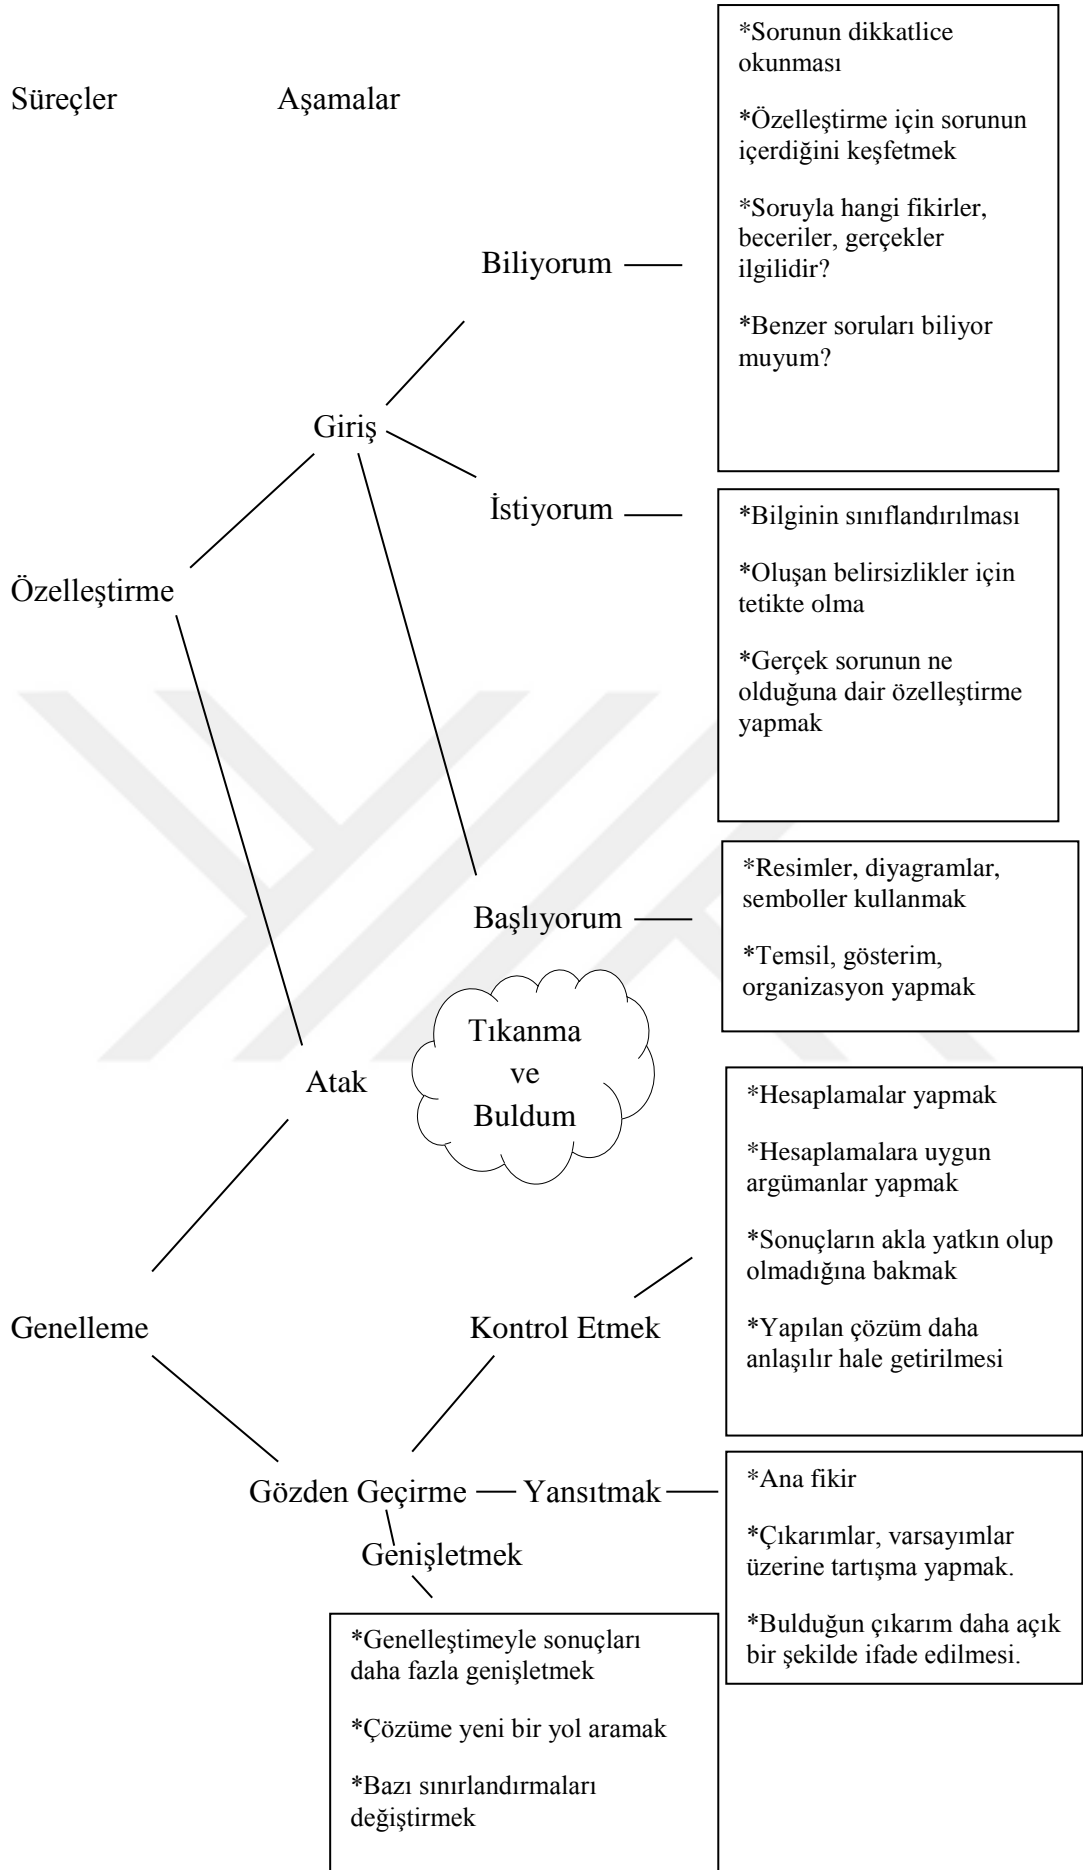 Süreçler
Aşamalar
*Sorunun dikkatlice
okunması
*Özelleştirme için sorunun
içerdiğini keşfetmek
*Soruyla hangi fikirler,
beceriler, gerçekler
ilgilidir?
*Benzer soruları biliyor
muyum?
Biliyorum
Giriş
İstiyorum
*Bilginin sınıflandırılması
*Oluşan belirsizlikler için
tetikte olma
*Gerçek sorunun ne
olduğuna dair özelleştirme
yapmak
Özelleştirme
Başlıyorum
*Resimler, diyagramlar,
semboller kullanmak
*Temsil, gösterim,
organizasyon yapmak
Tıkanma
ve
Buldum
Atak
*Hesaplamalar yapmak
*Hesaplamalara uygun
argümanlar yapmak
*Sonuçların akla yatkın olup
olmadığına bakmak
*Yapılan çözüm daha
anlaşılır hale getirilmesi
Genelleme
Kontrol Etmek
Gözden Geçirme
Yansıtmak
*Ana fikir
*Çıkarımlar, varsayımlar
üzerine tartışma yapmak.
*Bulduğun çıkarım daha açık
bir şekilde ifade edilmesi.
Genişletmek
*Genelleştimeyle sonuçları
daha fazla genişletmek
*Çözüme yeni bir yol aramak
*Bazı sınırlandırmaları
değiştirmek